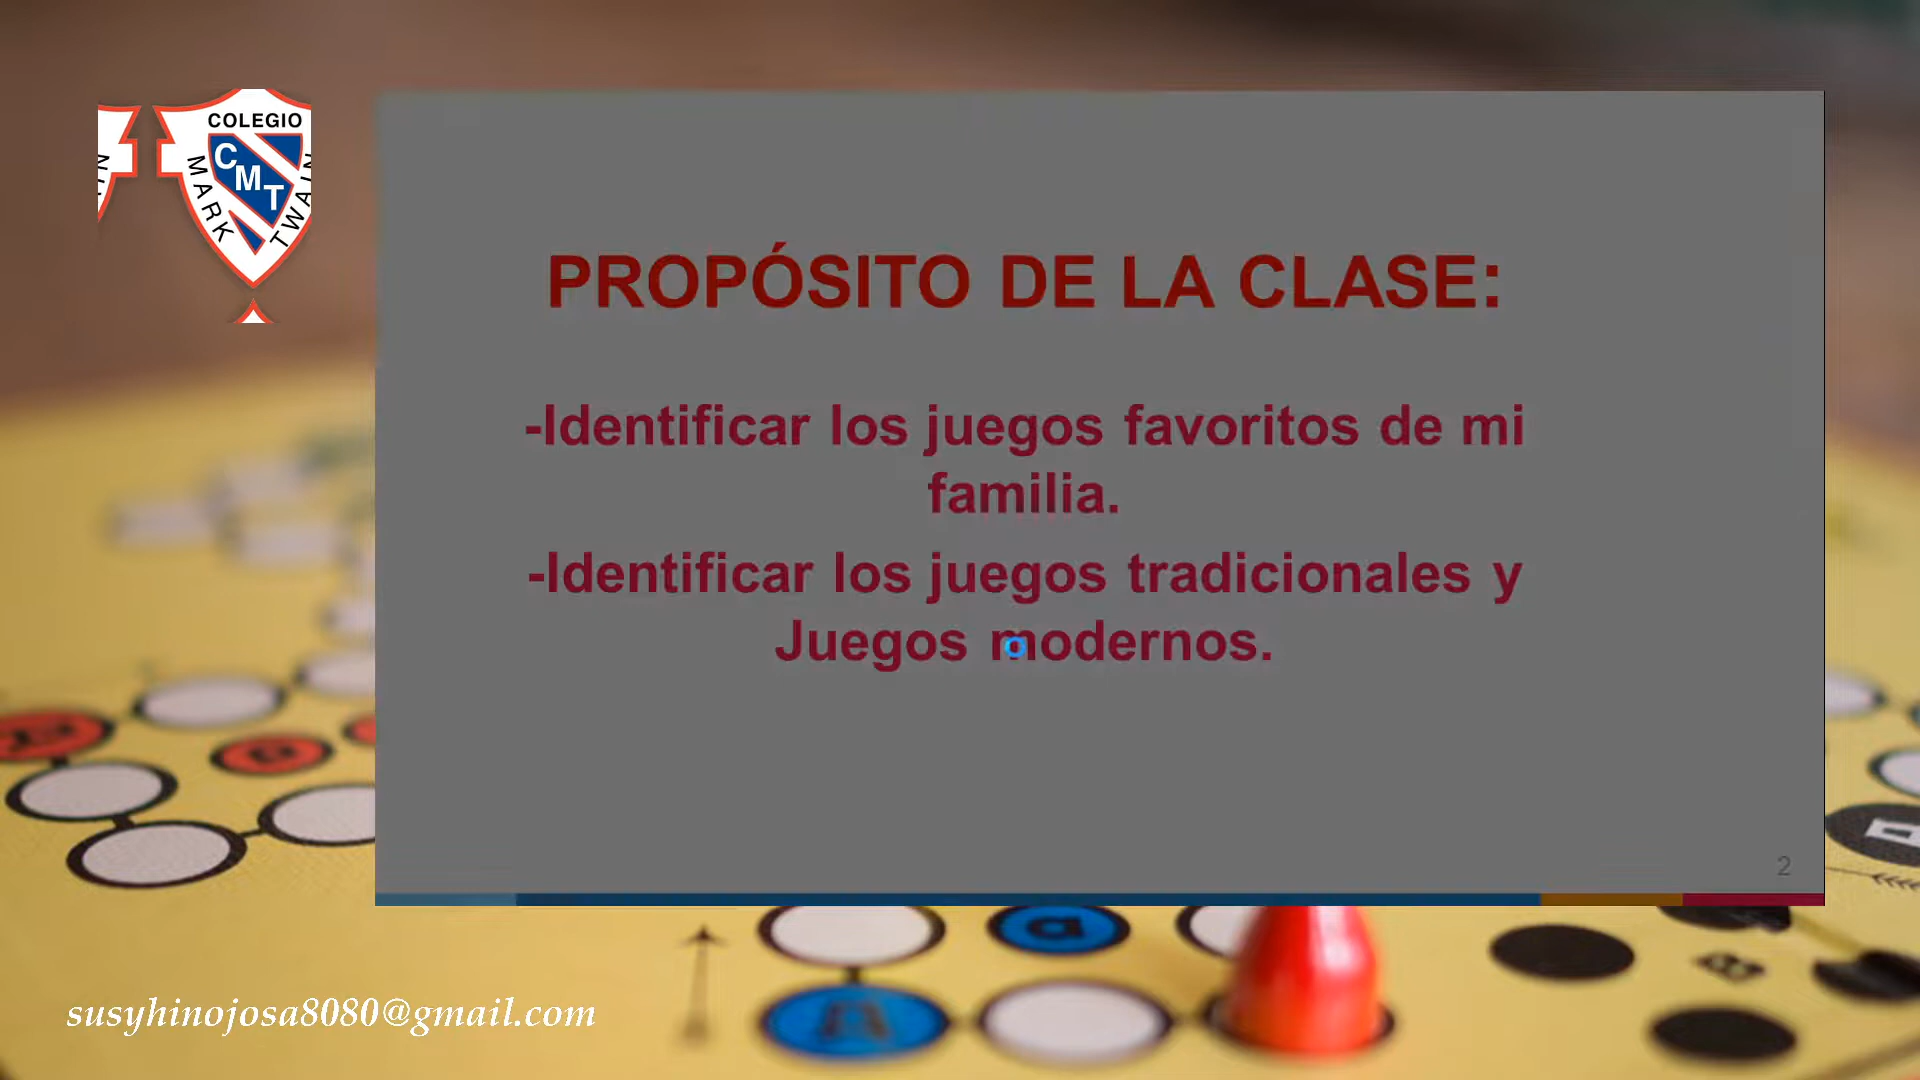 COLEGIO
CMT
MARK TWAIN
PROPÓSITO DE LA CLASE:
-Identificar los juegos favoritos de mi
familia.
-Identificar los juegos tradicionales y
Juegos modernos.
2
susyhinojosa8080@gmail.com